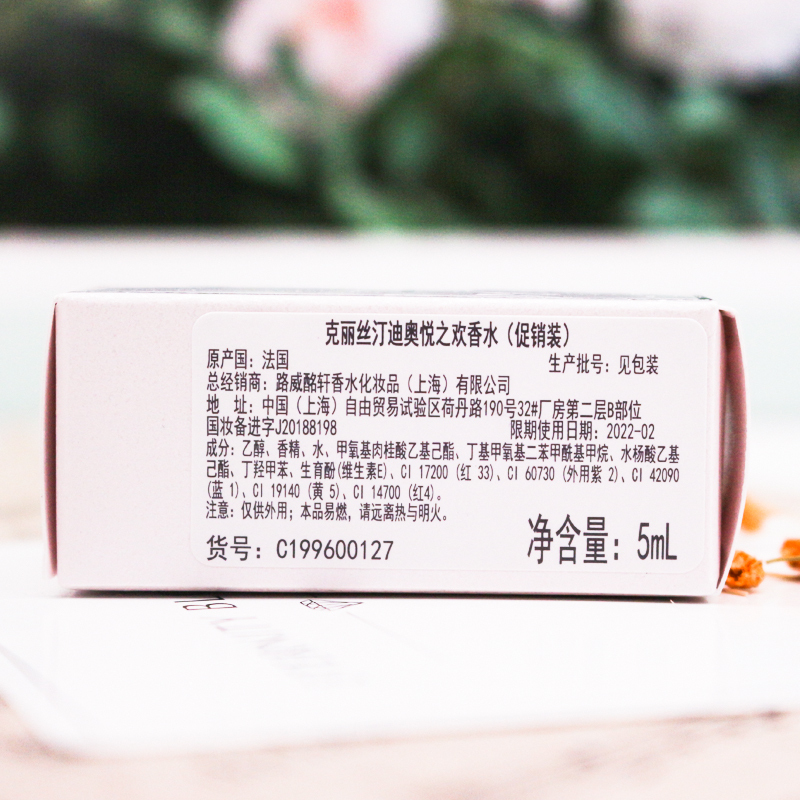 克丽丝汀迪奥悦之欢香水（促销装）
原产国：法国 生产批号：见包装
总经销商：路威酩轩香水化妆品（上海）有限公司
地 址：中国（上海）自由贸易试验区荷丹路190号32#厂房第二层B部位
国妆备进字J20188198 限期使用日期：2022-02
成分：乙醇、香精、水、甲氧基肉桂酸乙基己酯、丁基甲氧基二苯甲酰基甲烷、水杨酸乙基
己酯、丁羟甲苯、生育酚(维生素E)、CI 17200 (红 33)、CI 60730 (外用紫 2)、CI 42090
(蓝 1)、CI 19140 (黄 5)、CI 14700 (红4)。
注意：仅供外用；本品易燃，请远离热与明火。
货号：C199600127 净含量：5mL